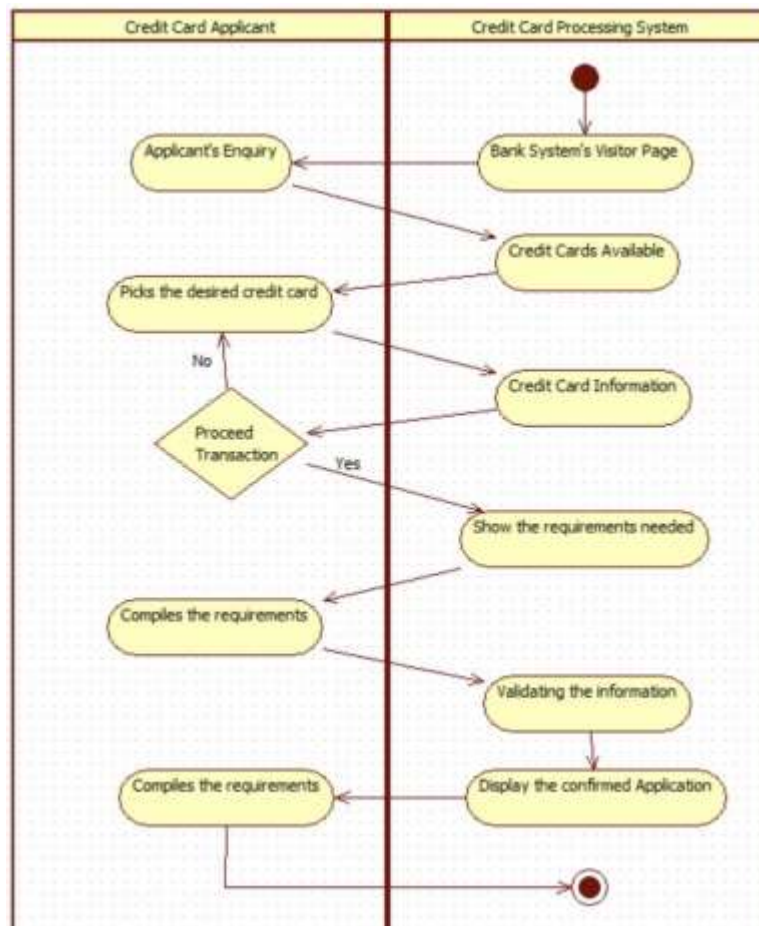 Credit Card Applicant
Credit Card Processing System
Applicant's Enquiry
Bank System's Visitor Page
Credit Cards Available
Picks the desired credit card
No
Credit Card Information
Proceed
Transaction
Yes
Show the requirements needed
Compiles the requirements
Validating the information
Compiles the requirements
Display the confirmed Application